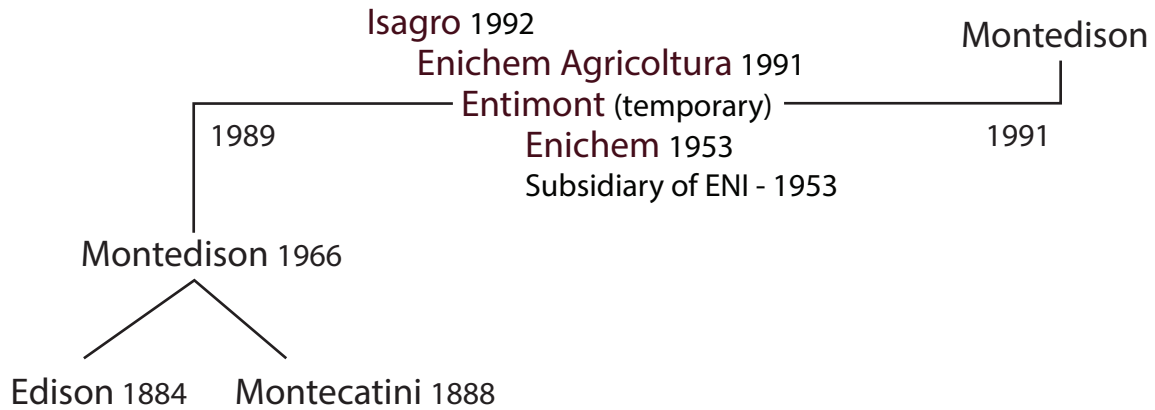 Isagro 1992
Montedison
Enichem Agricoltura 1991
Entimont (temporary)
1989
1991
Enichem 1953
Subsidiary of ENI - 1953
Montedison 1966
Edison 1884
Montecatini 1888